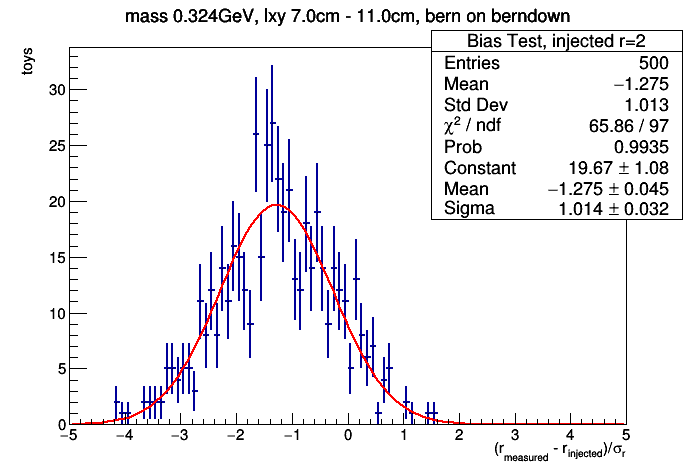 mass 0.324GeV, lxy 7.0cm - 11.0cm, bern on berndown
Bias Test, injected r=2
Entries 500
Mean −1.275
Std Dev 1.013
χ² / ndf 65.86 / 97
Prob 0.9935
Constant 19.67 ± 1.08
Mean −1.275 ± 0.045
Sigma 1.014 ± 0.032
toys
30
25
20
15
10
5
0
−5 −4 −3 −2 −1 0 1 2 3 4 5
(r_measured - r_injected)/σ_r